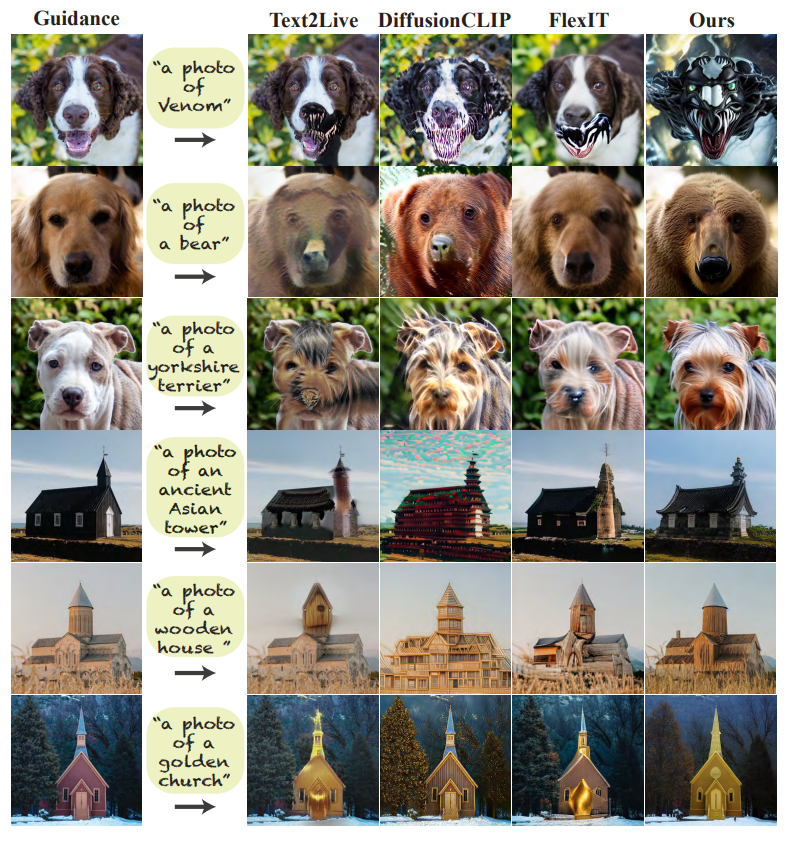 Guidance Text2Live DiffusionCLIP FlexIT Ours
“a photo
of
Venom”
“a photo
of
a bear”
“a photo
of a
yorkshire
terrier”
“a photo
of an
ancient
Asian
tower”
“a photo
of a
wooden
house ”
“a photo
of a
golden
church”